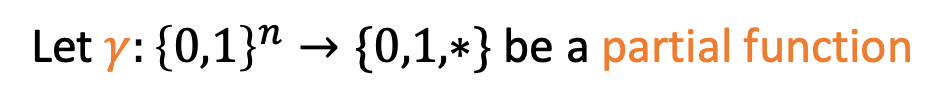 Let γ: {0,1}ⁿ → {0,1,*} be a partial function